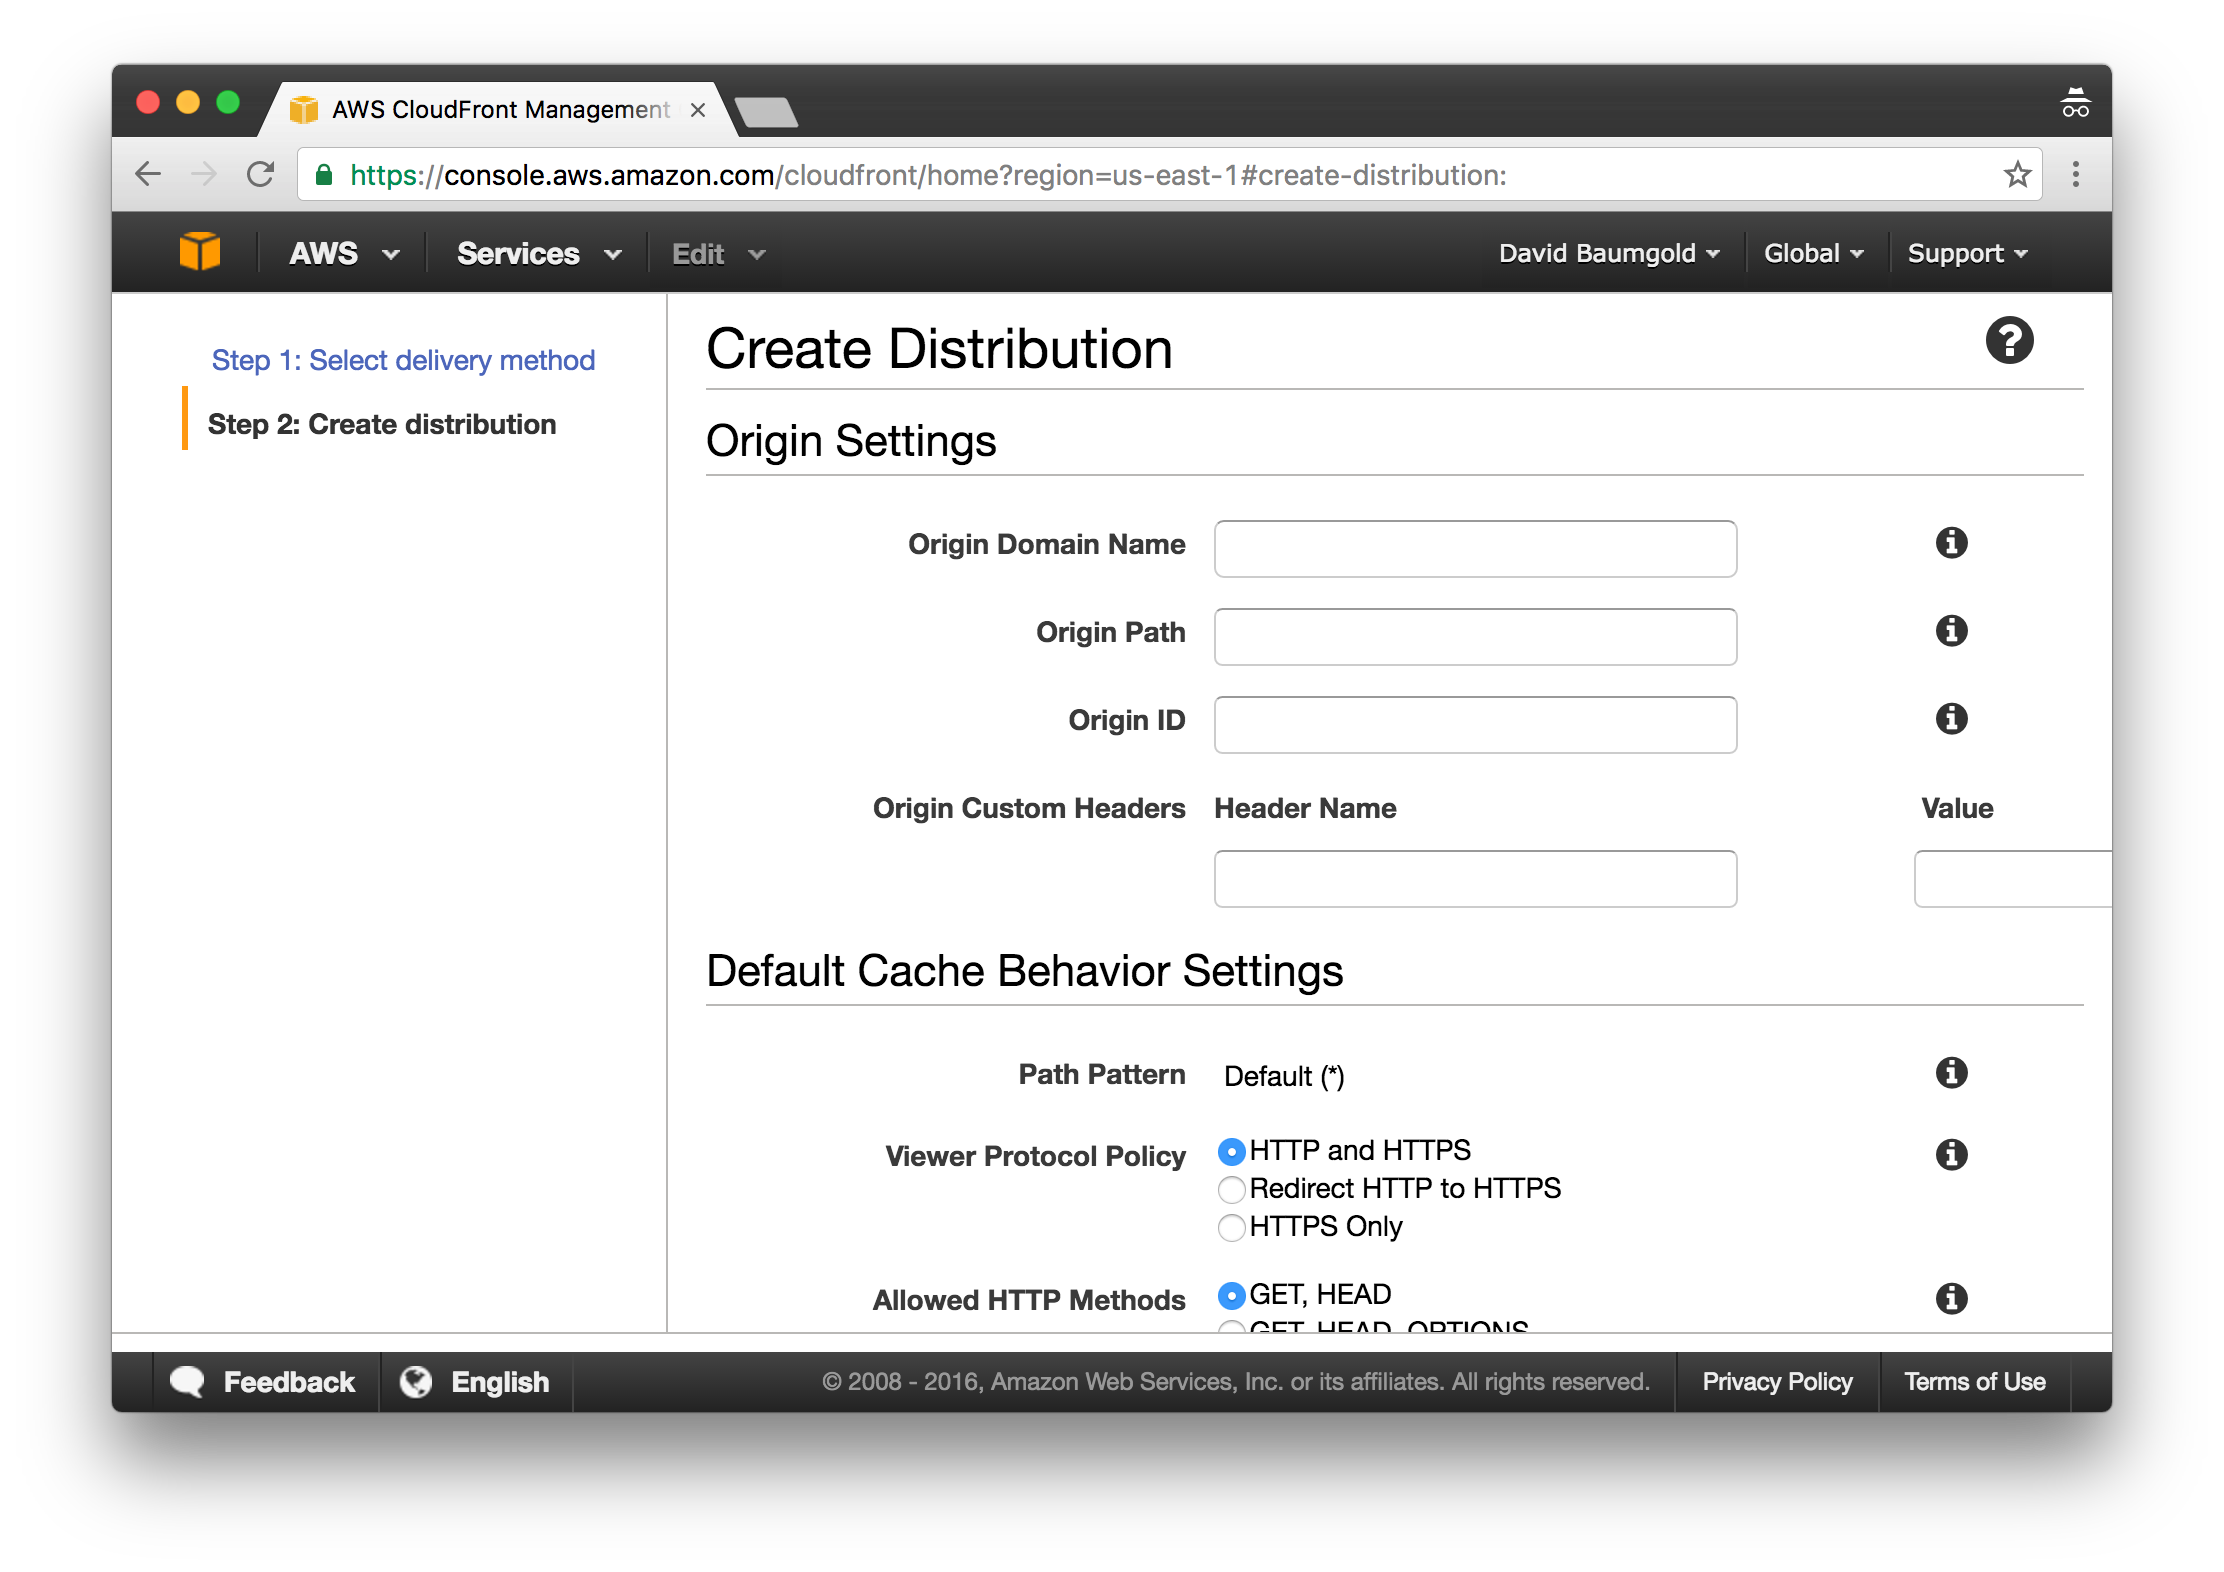 AWS CloudFront Management
https://console.aws.amazon.com/cloudfront/home?region=us-east-1#create-distribution:
AWS Services Edit David Baumgold Global Support
Step 1: Select delivery method
Step 2: Create distribution
Create Distribution
Origin Settings
Origin Domain Name
Origin Path
Origin ID
Origin Custom Headers Header Name Value
Default Cache Behavior Settings
Path Pattern Default (*)
Viewer Protocol Policy HTTP and HTTPS
Redirect HTTP to HTTPS
HTTPS Only
Allowed HTTP Methods GET, HEAD
GET, HEAD, OPTIONS
Feedback English © 2008 - 2016, Amazon Web Services, Inc. or its affiliates. All rights reserved. Privacy Policy Terms of Use